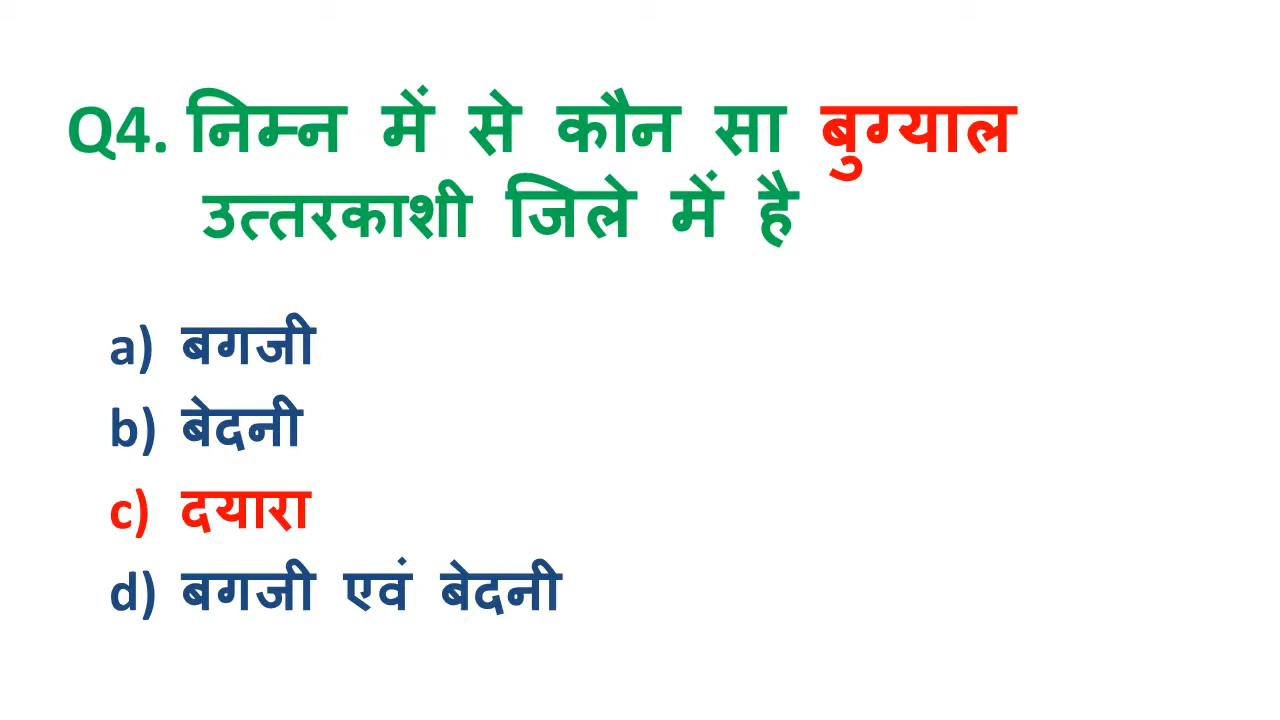 Q4. निम्न में से कौन सा बुग्याल
उत्तरकाशी जिले में है
a) बगजी
b) बेदनी
c) दयारा
d) बगजी एवं बेदनी